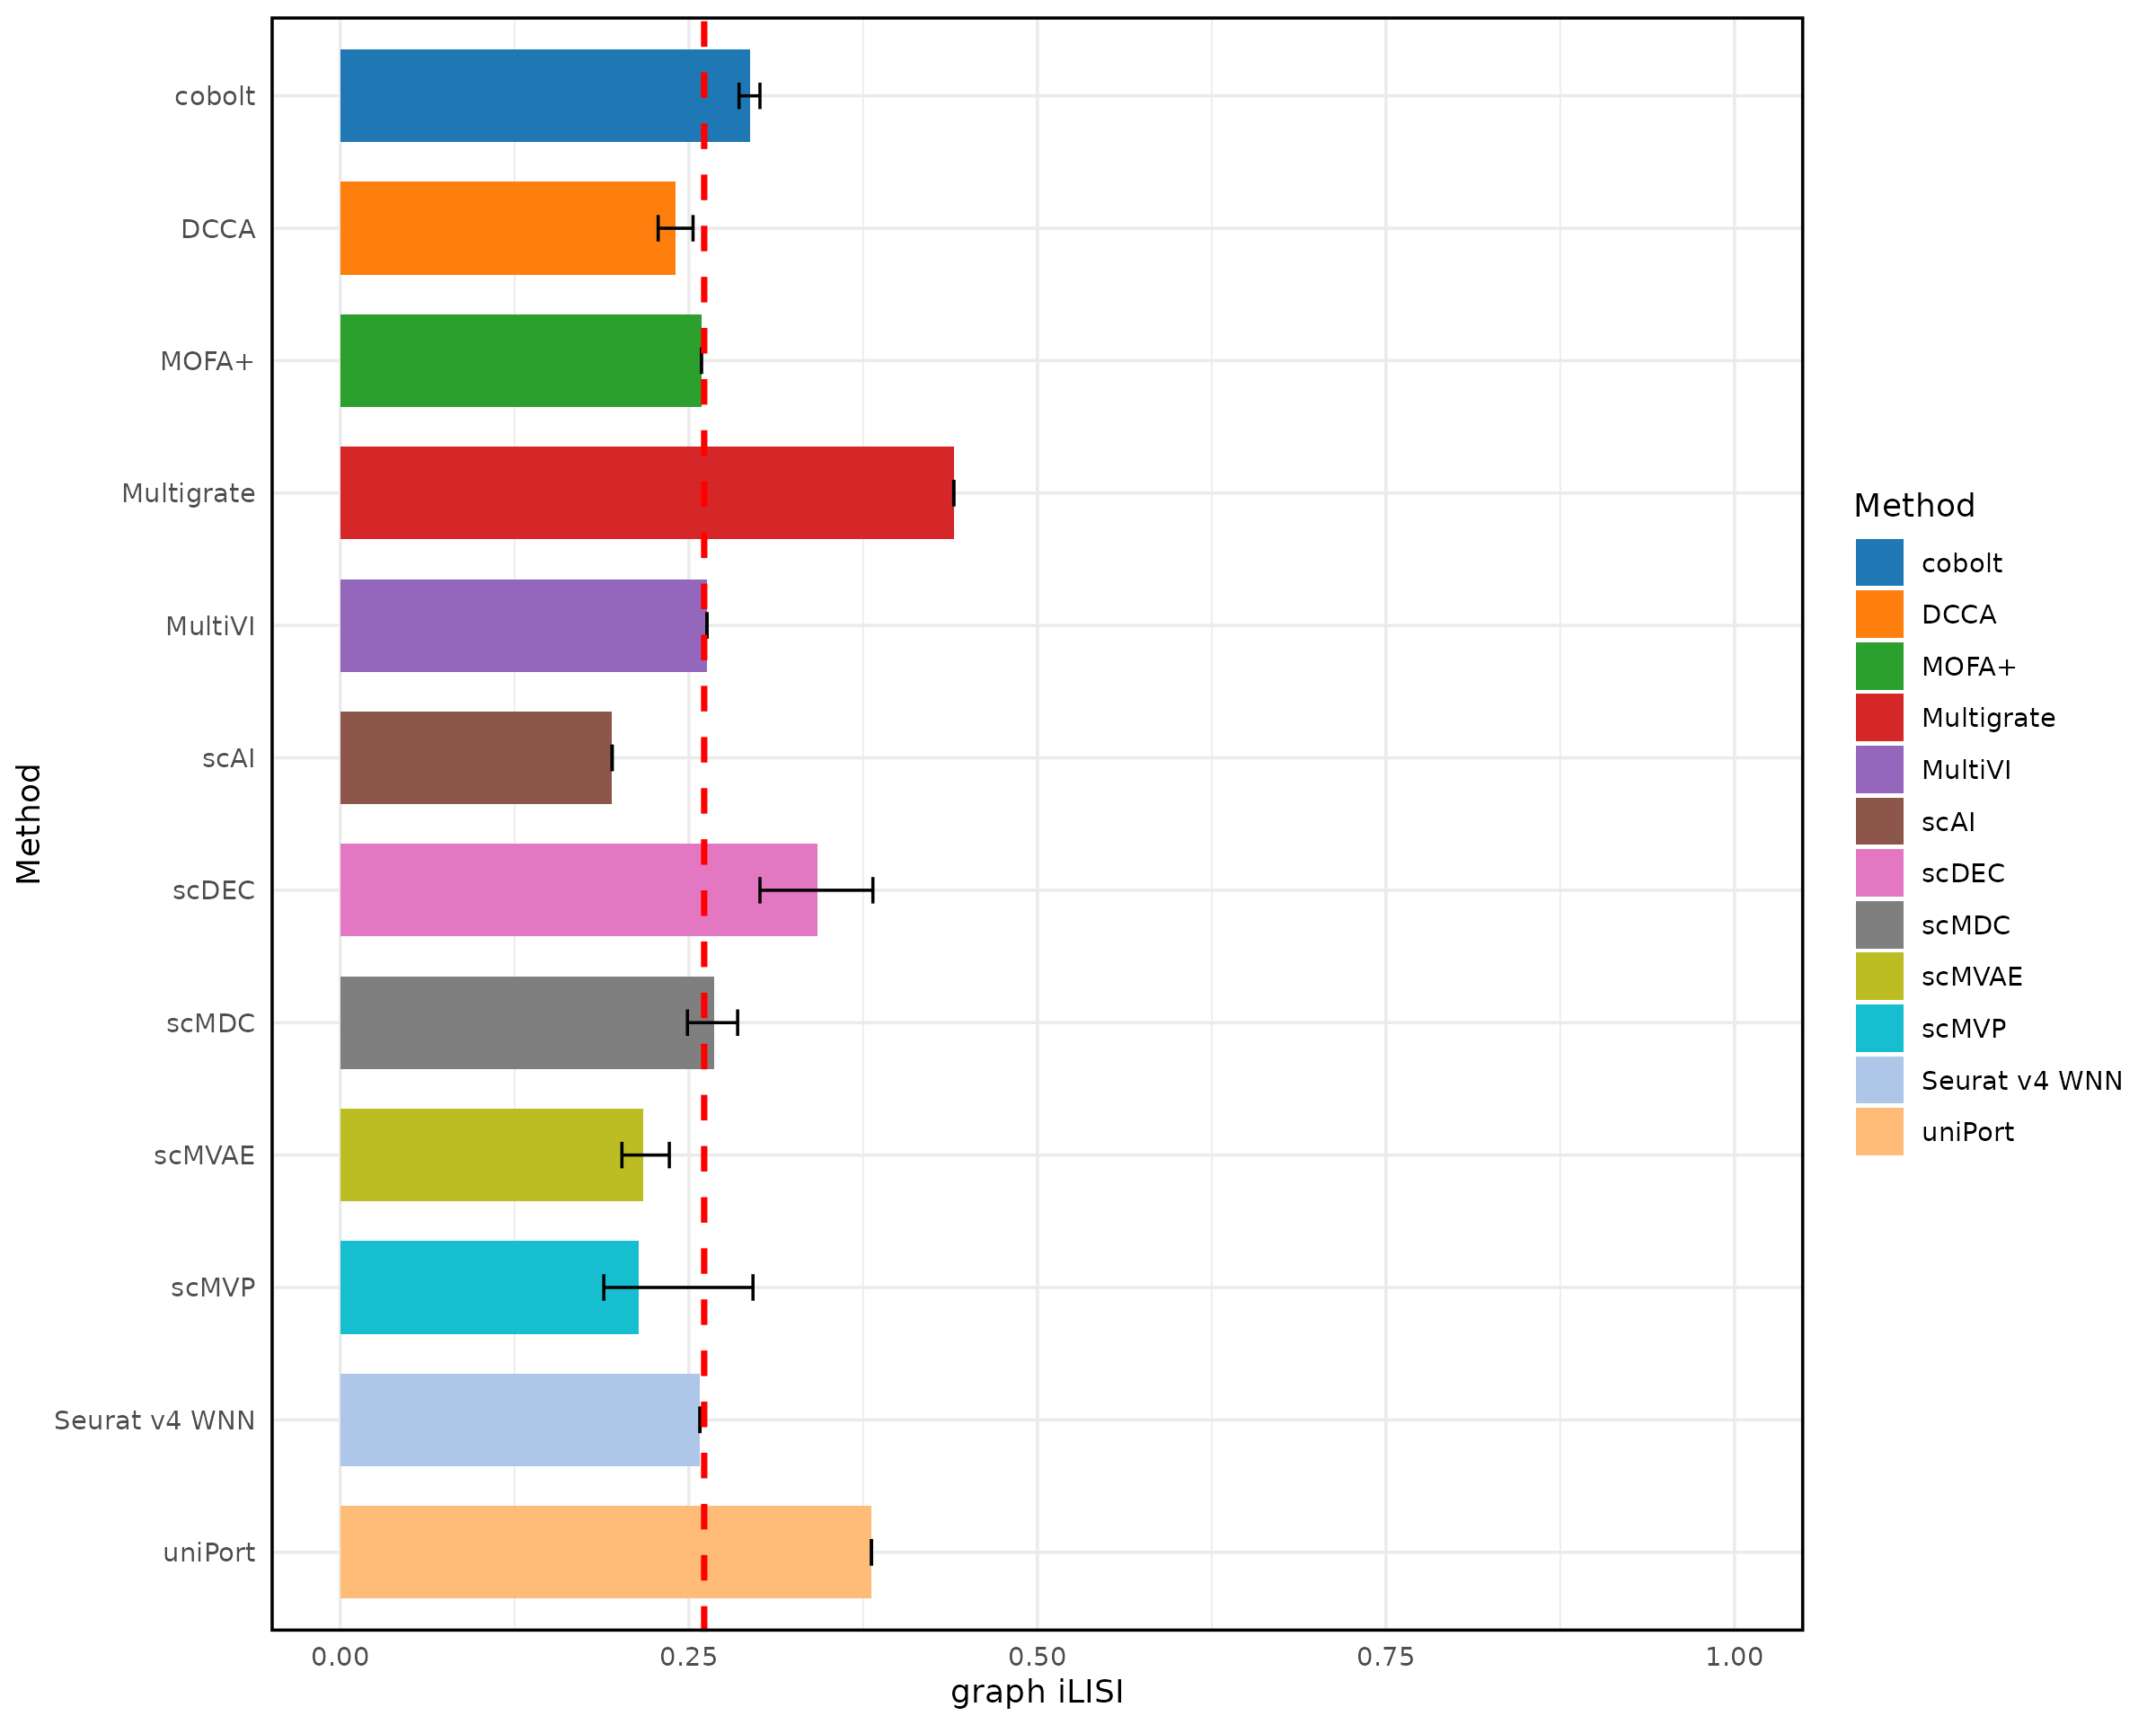 Method
cobolt
DCCA
MOFA+
Multigrate
MultiVI
scAI
scDEC
scMDC
scMVAE
scMVP
Seurat v4 WNN
uniPort
0.00 0.25 0.50 0.75 1.00
graph iLISI
Method
cobolt
DCCA
MOFA+
Multigrate
MultiVI
scAI
scDEC
scMDC
scMVAE
scMVP
Seurat v4 WNN
uniPort